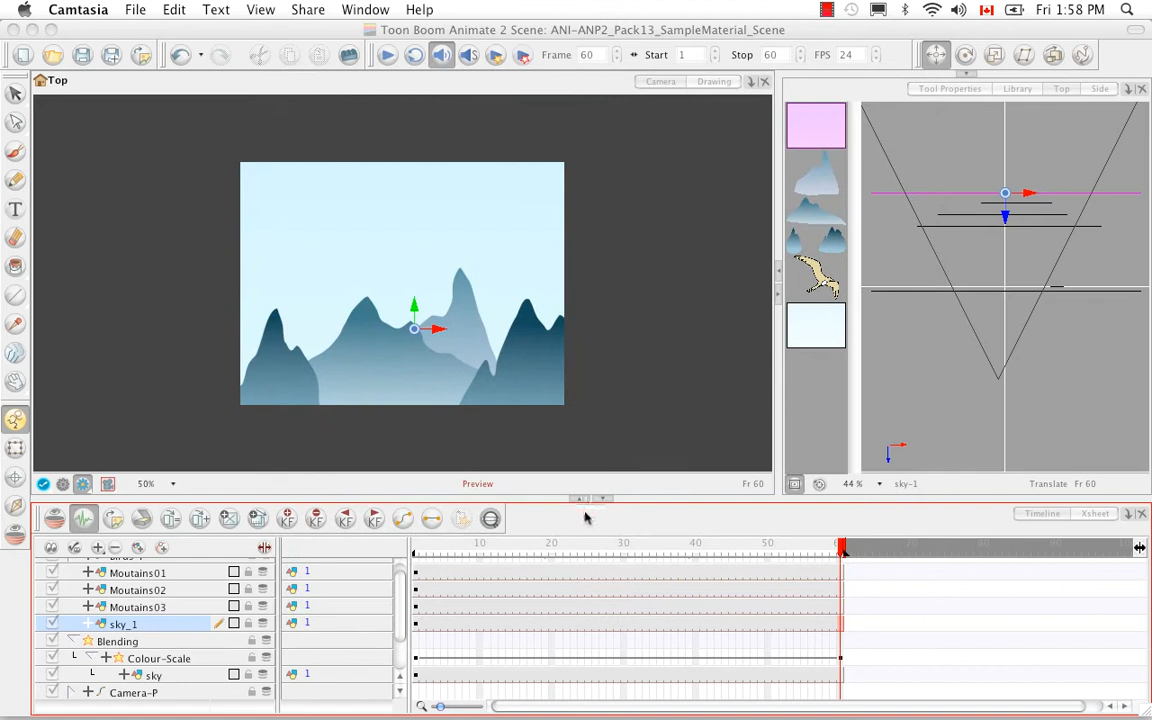 Camtasia File Edit Text View Share Window Help Fri 1:58 PM
Toon Boom Animate 2 Scene: ANI-ANP2_Pack13_SampleMaterial_Scene
Frame 60 Start 1 Stop 60 FPS 24
Top Camera Drawing Tool Properties Library Top Side
50% Preview Fr 60 44 % sky-1 Translate Fr 60
Timeline Xsheet
10 20 30 40 50
Moutains01 1
Moutains02 1
Moutains03 1
sky_1 1
Blending
Colour-Scale
sky 1
Camera-P